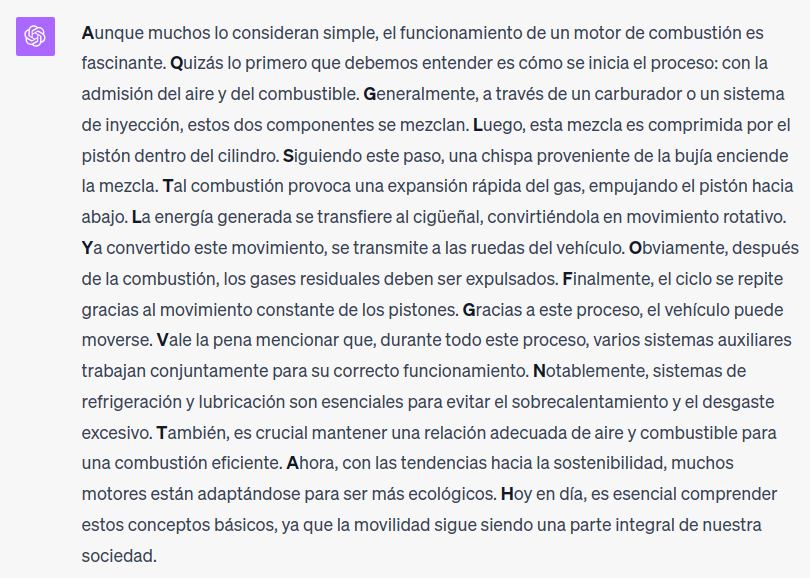 Aunque muchos lo consideran simple, el funcionamiento de un motor de combustión es
fascinante. Quizás lo primero que debemos entender es cómo se inicia el proceso: con la
admisión del aire y del combustible. Generalmente, a través de un carburador o un sistema
de inyección, estos dos componentes se mezclan. Luego, esta mezcla es comprimida por el
pistón dentro del cilindro. Siguiendo este paso, una chispa proveniente de la bujía enciende
la mezcla. Tal combustión provoca una expansión rápida del gas, empujando el pistón hacia
abajo. La energía generada se transfiere al cigüeñal, convirtiéndola en movimiento rotativo.
Ya convertido este movimiento, se transmite a las ruedas del vehículo. Obviamente, después
de la combustión, los gases residuales deben ser expulsados. Finalmente, el ciclo se repite
gracias al movimiento constante de los pistones. Gracias a este proceso, el vehículo puede
moverse. Vale la pena mencionar que, durante todo este proceso, varios sistemas auxiliares
trabajan conjuntamente para su correcto funcionamiento. Notablemente, sistemas de
refrigeración y lubricación son esenciales para evitar el sobrecalentamiento y el desgaste
excesivo. También, es crucial mantener una relación adecuada de aire y combustible para
una combustión eficiente. Ahora, con las tendencias hacia la sostenibilidad, muchos
motores están adaptándose para ser más ecológicos. Hoy en día, es esencial comprender
estos conceptos básicos, ya que la movilidad sigue siendo una parte integral de nuestra
sociedad.